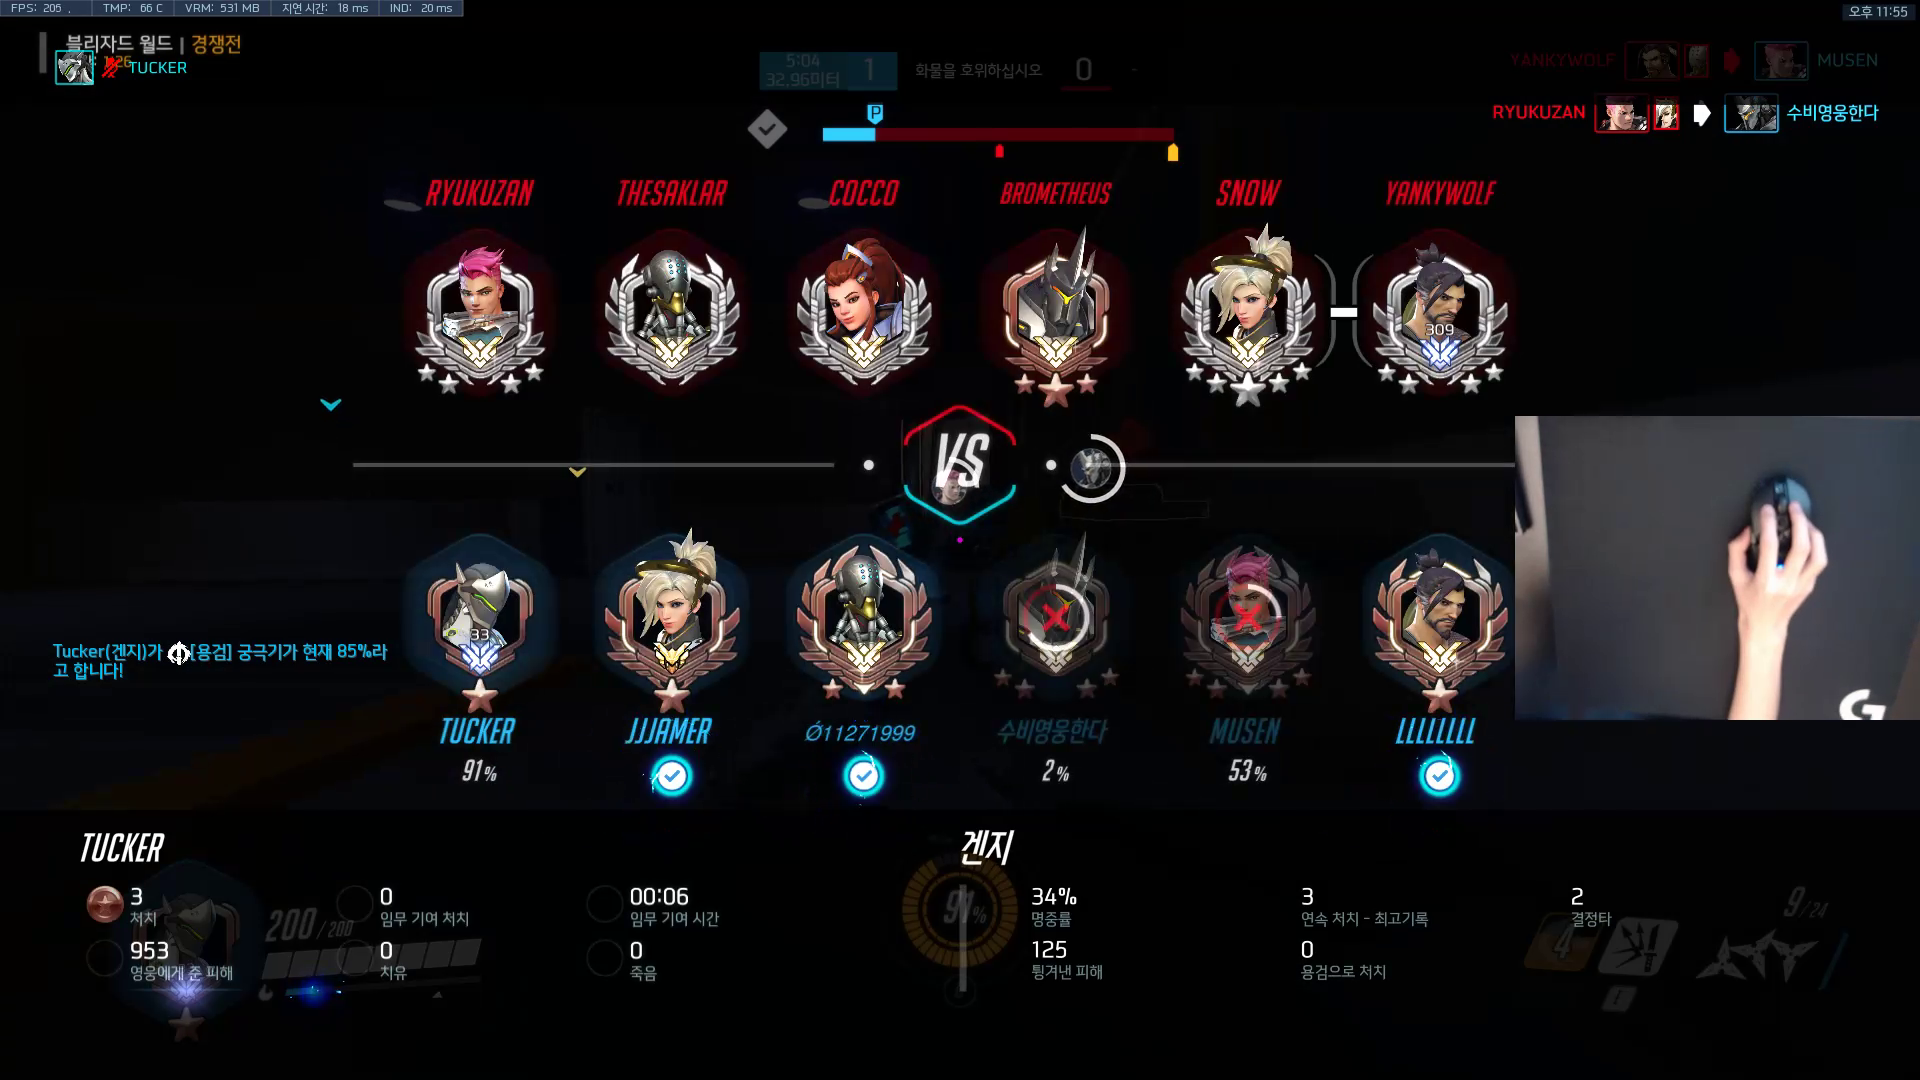 FPS: 205 ,
TMP: 66 C
VRM: 531 MB
지연 시간: 18 ms
IND: 20 ms
오후 11:55
블리자드 월드 | 경쟁전
TUCKER
5:04
32,96미터
1
화물을 호위하십시오
0
-
P
YANKYWOLF
MUSEN
RYUKUZAN
수비영웅한다
RYUKUZAN
THESAKLAR
COCCO
BROMETHEUS
SNOW
YANKYWOLF
309
VS
Tucker(겐지)가 [용검] 궁극기가 현재 85%라
고 합니다!
33
TUCKER
JJJAMER
Ø11271999
수비영웅한다
MUSEN
LLLLLLLL
91%
2%
53%
TUCKER
겐지
3
처치
0
임무 기여 처치
00:06
임무 기여 시간
34%
명중률
3
연속 처치 - 최고기록
2
결정타
953
영웅에게 준 피해
0
치유
0
죽음
125
튕겨낸 피해
0
용검으로 처치
200/200
91%
4
9/24
G